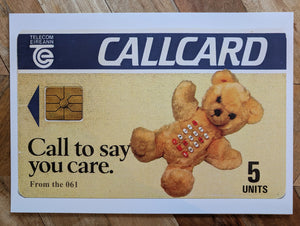 TELECOM
EIREANN
CALLCARD
Call to say
you care.
From the 061
5
UNITS